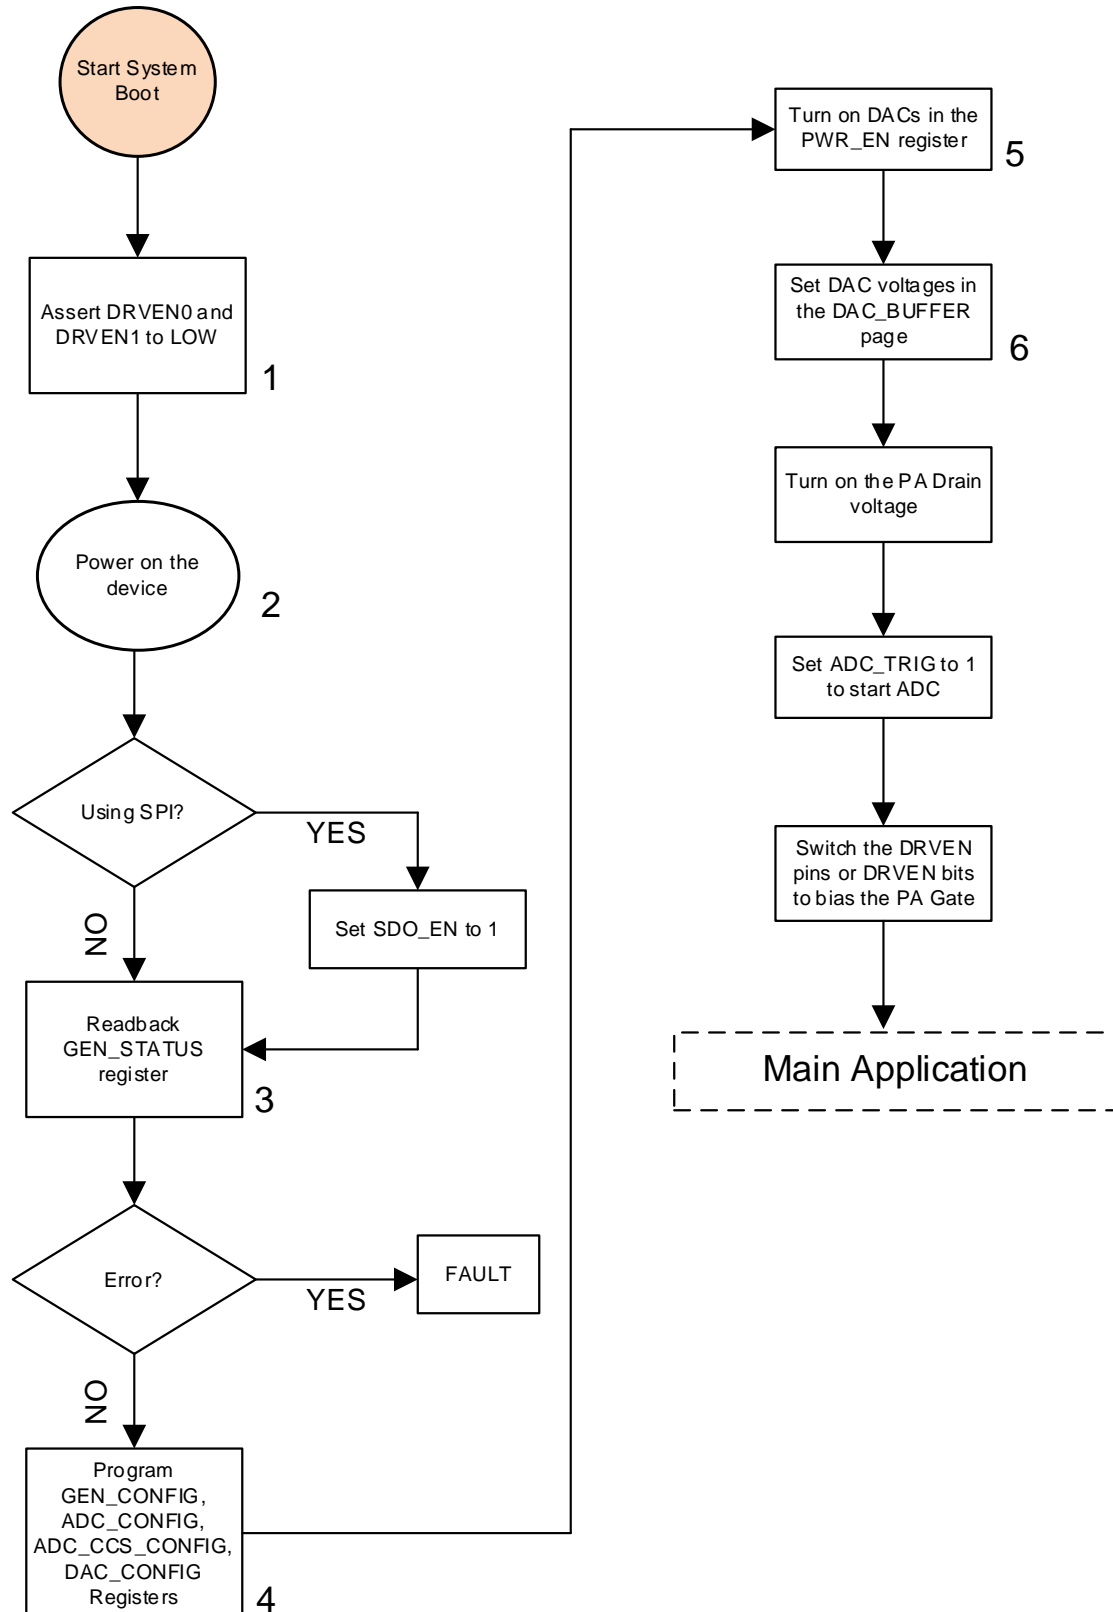 Start System
Boot
Assert DRVEN0 and
DRVEN1 to LOW
1
Power on the
device
2
Using SPI?
YES
NO
Set SDO_EN to 1
Readback
GEN_STATUS
register
3
Error?
YES
FAULT
NO
Program
GEN_CONFIG,
ADC_CONFIG,
ADC_CCS_CONFIG,
DAC_CONFIG
Registers
4
Turn on DACs in the
PWR_EN register
5
Set DAC voltages in
the DAC_BUFFER
page
6
Turn on the PA Drain
voltage
Set ADC_TRIG to 1
to start ADC
Switch the DRVEN
pins or DRVEN bits
to bias the PA Gate
Main Application